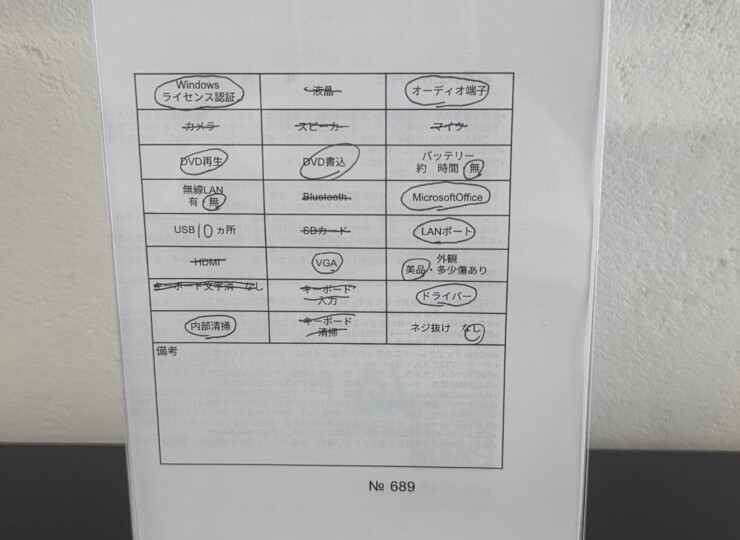 Windows
ライセンス認証
液晶
オーディオ端子
カメラ
スピーカー
マイク
DVD再生
DVD書込
バッテリー
約 時間 無
無線LAN
有・無
Bluetooth
MicrosoftOffice
USB 10 ヵ所
SDカード
LANポート
HDMI
VGA
外観
美品・多少傷あり
キーボード文字消 なし
キーボード
入力
ドライバー
内部清掃
キーボード
清掃
ネジ抜け なし
備考
№ 689